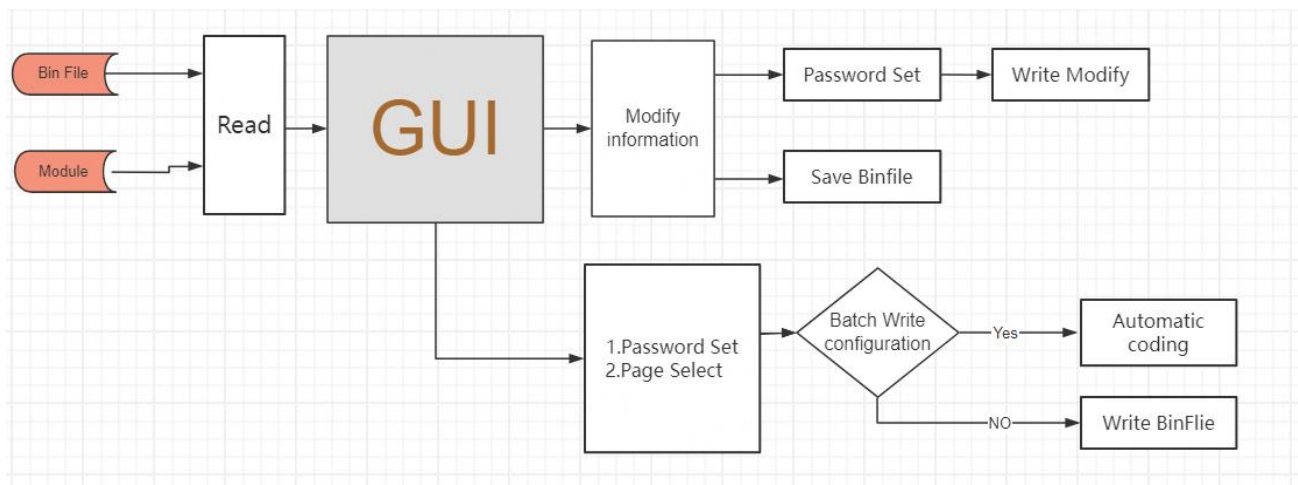 Bin File
Module
Read
GUI
Modify
information
Password Set
Write Modify
Save Binfile
1.Password Set
2.Page Select
Batch Write
configuration
Yes
Automatic
coding
NO
Write BinFlie